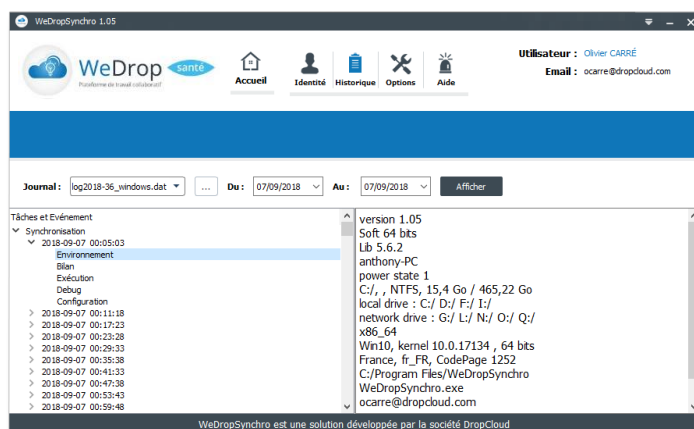 WeDropSynchro 1.05
WeDrop santé
Plateforme de travail collaboratif
Accueil
Identité Historique Options Aide
Utilisateur : Olivier CARRÉ
Email : ocarre@dropcloud.com
Journal : log2018-36_windows.dat ... Du : 07/09/2018 Au : 07/09/2018 Afficher
Tâches et Evénement
Synchronisation
2018-09-07 00:05:03
Environnement
Bilan
Exécution
Debug
Configuration
2018-09-07 00:11:18
2018-09-07 00:17:23
2018-09-07 00:23:28
2018-09-07 00:29:33
2018-09-07 00:35:38
2018-09-07 00:41:33
2018-09-07 00:47:38
2018-09-07 00:53:43
2018-09-07 00:59:48
version 1.05
Soft 64 bits
Lib 5.6.2
anthony-PC
power state 1
C:/, , NTFS, 15,4 Go / 465,22 Go
local drive : C:/ D:/ F:/ I:/
network drive : G:/ L:/ N:/ O:/ Q:/
x86_64
Win10, kernel 10.0.17134 , 64 bits
France, fr_FR, CodePage 1252
C:/Program Files/WeDropSynchro
WeDropSynchro.exe
ocarre@dropcloud.com
WeDropSynchro est une solution développée par la société DropCloud